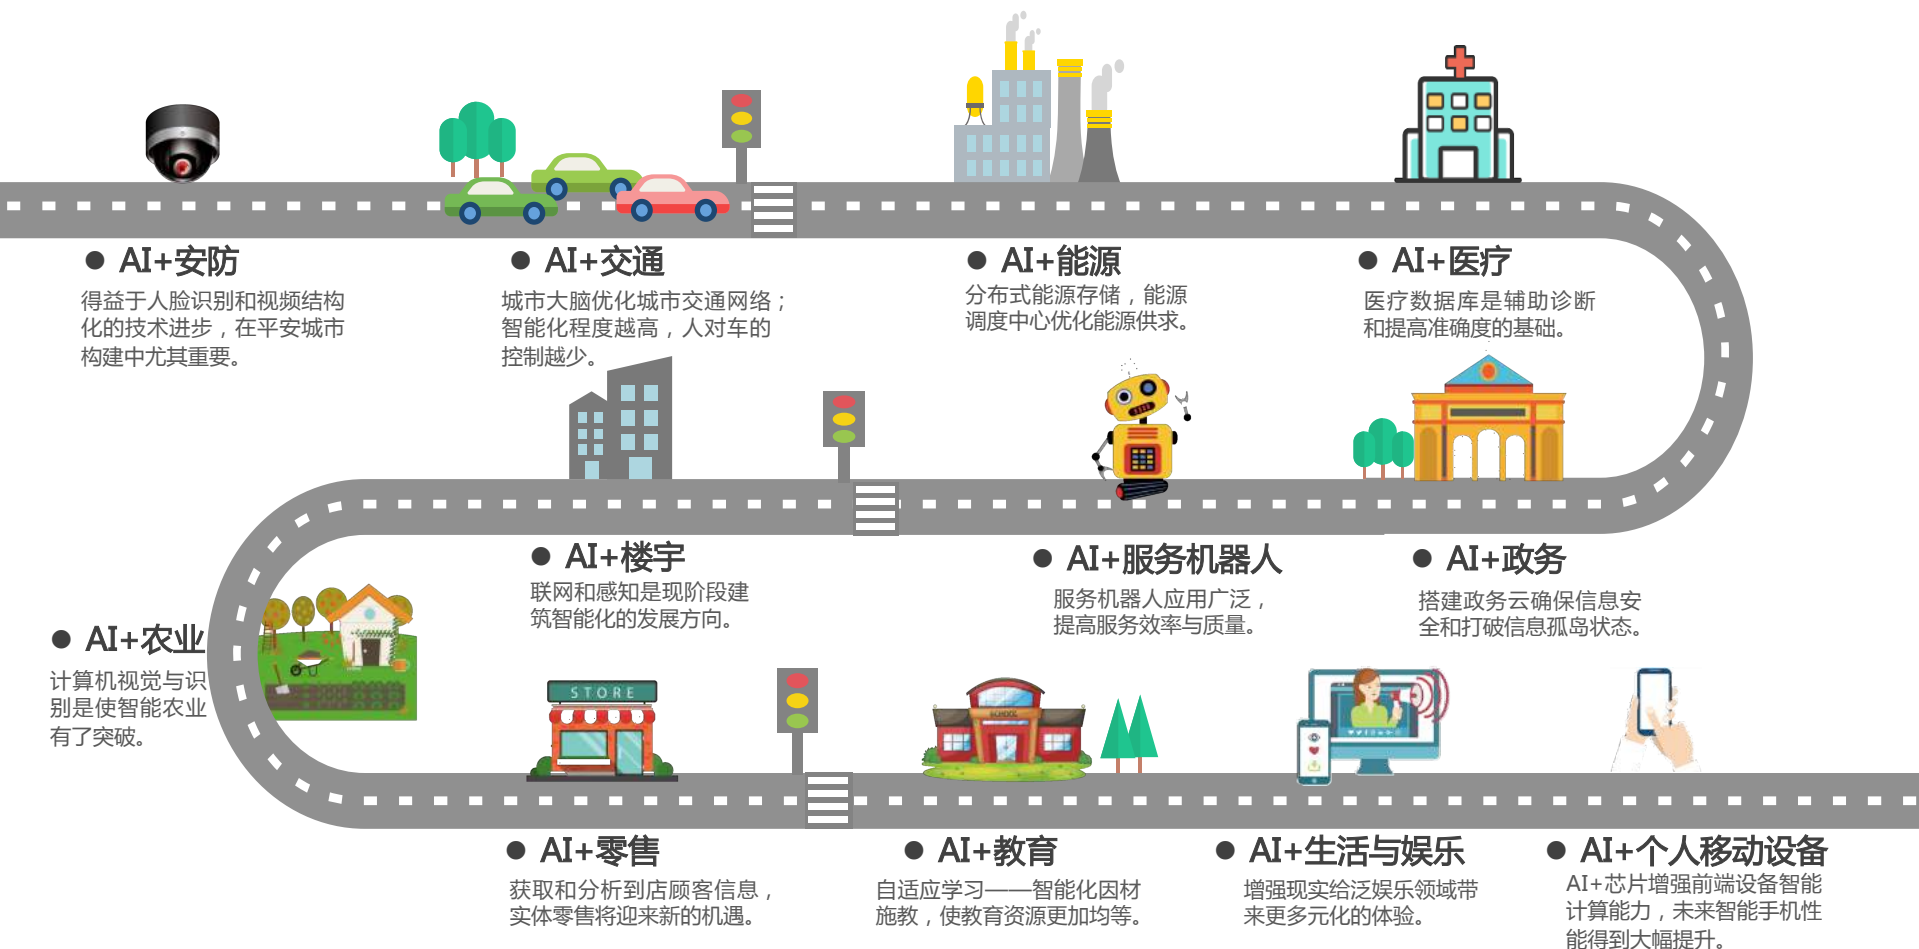 AI+安防
得益于人脸识别和视频结构
化的技术进步，在平安城市
构建中尤其重要。
AI+交通
城市大脑优化城市交通网络；
智能化程度越高，人对车的
控制越少。
AI+能源
分布式能源存储，能源
调度中心优化能源供求。
AI+医疗
医疗数据库是辅助诊断
和提高准确度的基础。
AI+楼宇
联网和感知是现阶段建
筑智能化的发展方向。
AI+服务机器人
服务机器人应用广泛，
提高服务效率与质量。
AI+政务
搭建政务云确保信息安
全和打破信息孤岛状态。
AI+农业
计算机视觉与识
别是使智能农业
有了突破。
STORE
SCHOOL
AI+零售
获取和分析到店顾客信息，
实体零售将迎来新的机遇。
AI+教育
自适应学习——智能化因材
施教，使教育资源更加均等。
AI+生活与娱乐
增强现实给泛娱乐领域带
来更多元化的体验。
AI+个人移动设备
AI+芯片增强前端设备智能
计算能力，未来智能手机性
能得到大幅提升。